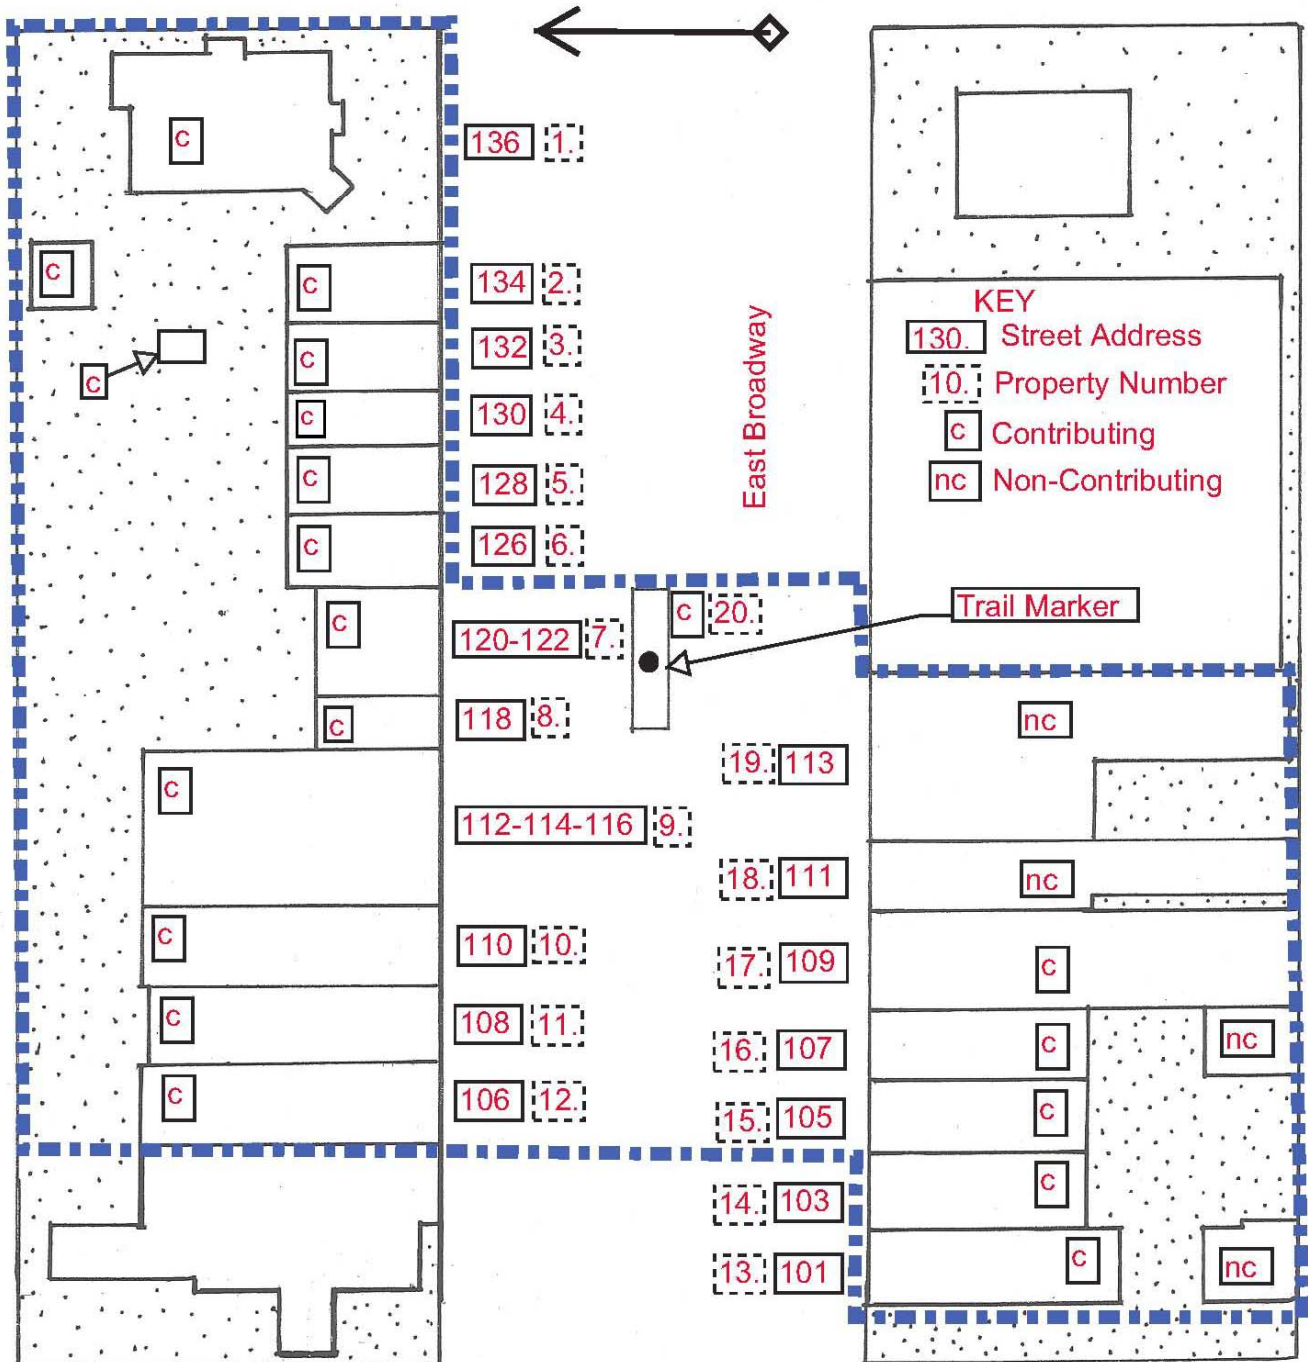 C
136 1.
C
134 2.
C
132 3.
C
C
130 4.
C
128 5.
C
126 6.
C
East Broadway
KEY
130. Street Address
10. Property Number
C Contributing
nc Non-Contributing
Trail Marker
C
120-122 7.
C 20.
C
118 8.
nc
19. 113
C
112-114-116 9.
18. 111
nc
C
110 10.
17. 109
C
C
108 11.
16. 107
C
nc
C
106 12.
15. 105
C
14. 103
C
13. 101
C
nc